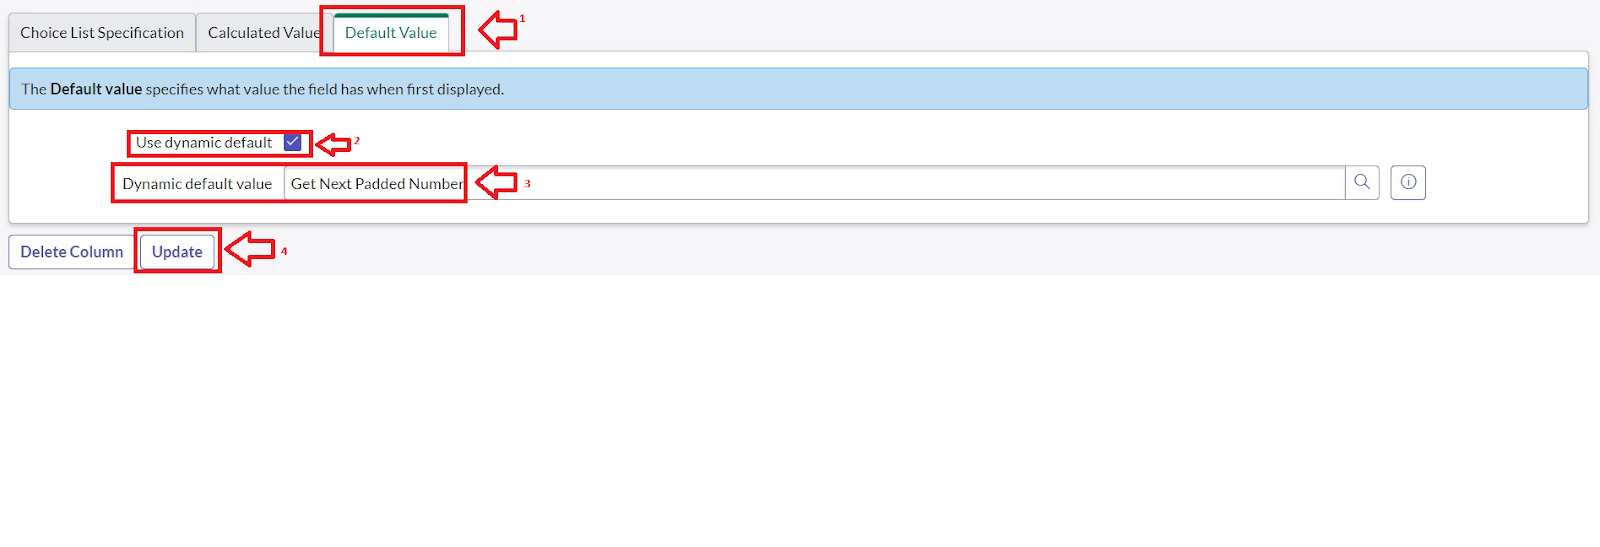 Choice List Specification Calculated Value Default Value 1
The Default value specifies what value the field has when first displayed.
Use dynamic default 2
Dynamic default value Get Next Padded Number 3
Delete Column Update 4